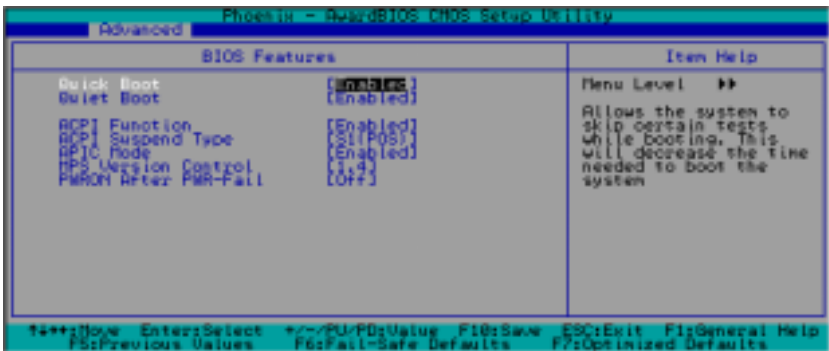 Phoenix - AwardBIOS CMOS Setup Utility
Advanced
BIOS Features
Item Help
Quick Boot [Enabled]
Quiet Boot [Enabled]
ACPI Function [Enabled]
ACPI Suspend Type [S1(POS)]
APIC Mode [Enabled]
MPS Version Control [1.4]
PWRON After PWR-Fail [Off]
Menu Level ▶▶
Allows the system to
skip certain tests
while booting. This
will decrease the time
needed to boot the
system
:Move Enter:Select +/-/PU/PD:Value F10:Save ESC:Exit F1:General Help
F5:Previous Values F6:Fail-Safe Defaults F7:Optimized Defaults